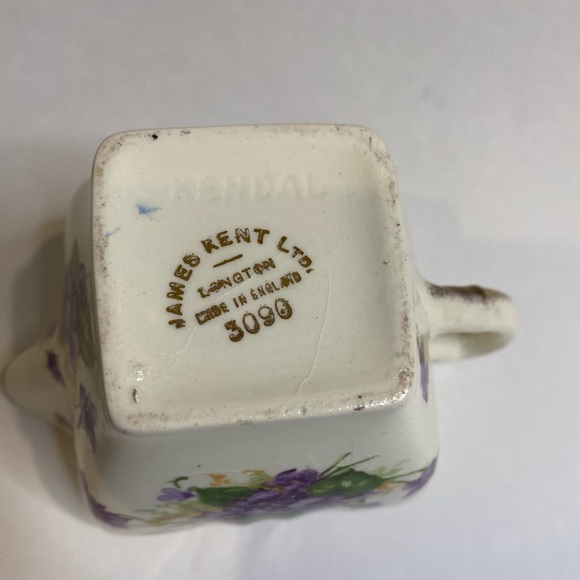 KENDAL
JAMES KENT LTD.
LONGTON
MADE IN ENGLAND
3090